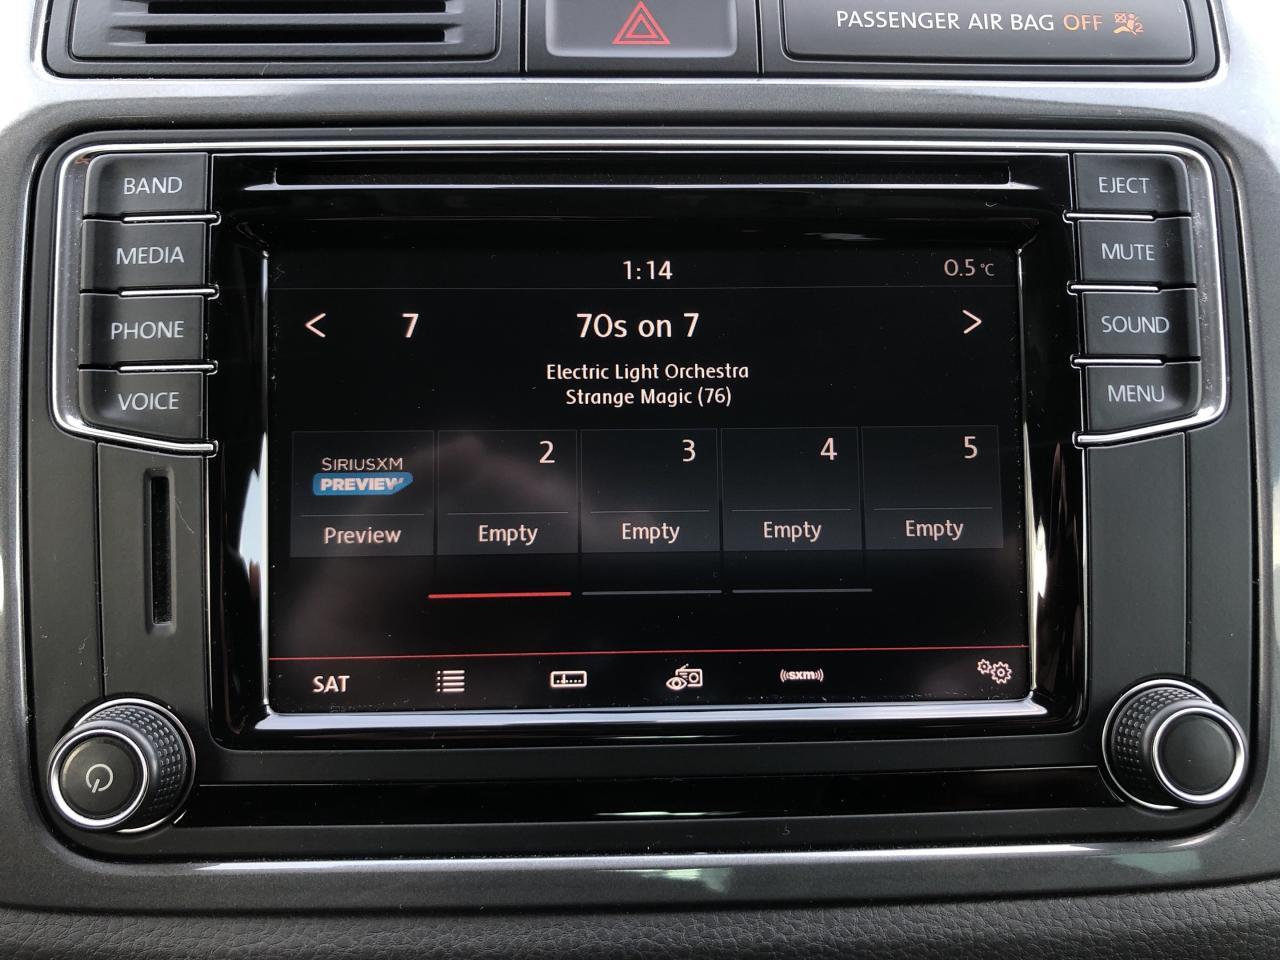 PASSENGER AIR BAG OFF 2
BAND
MEDIA
PHONE
VOICE
EJECT
MUTE
SOUND
MENU
1:14
0.5 °C
< 7 70s on 7 >
Electric Light Orchestra
Strange Magic (76)
SIRIUSXM
PREVIEW
Preview
2
Empty
3
Empty
4
Empty
5
Empty
SAT
((sxm))